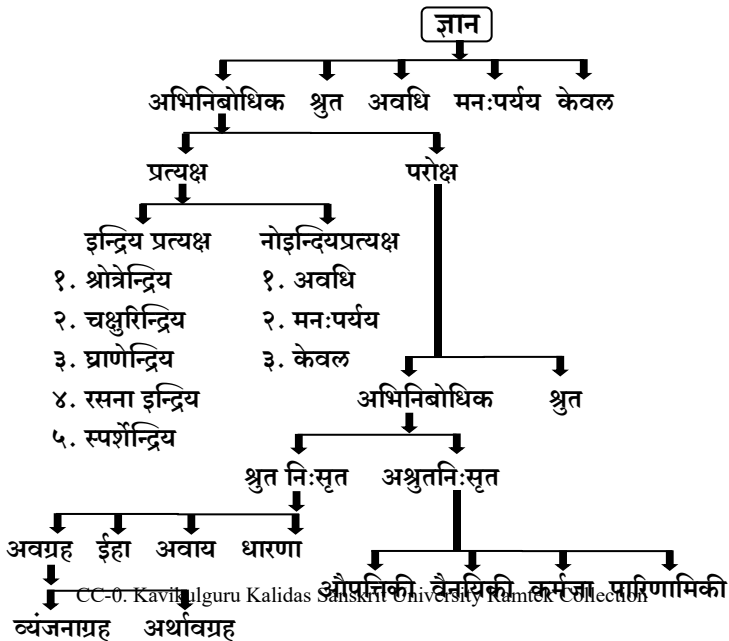 ज्ञान
अभिनिबोधिक श्रुत अवधि मनःपर्यय केवल
प्रत्यक्ष परोक्ष
इन्द्रिय प्रत्यक्ष नोइन्दियप्रत्यक्ष
१. श्रोत्रेन्द्रिय १. अवधि
२. चक्षुरिन्द्रिय २. मनःपर्यय
३. घ्राणेन्द्रिय ३. केवल
४. रसना इन्द्रिय अभिनिबोधिक श्रुत
५. स्पर्शेन्द्रिय
श्रुत निःसृत अश्रुतनिःसृत
अवग्रह ईहा अवाय धारणा
औपत्तिकी वैनयिकी कर्मजा पारिणामिकी
CC-0. Kavikulguru Kalidas Sanskrit University Ramtek Collection
व्यंजनाग्रह अर्थावग्रह